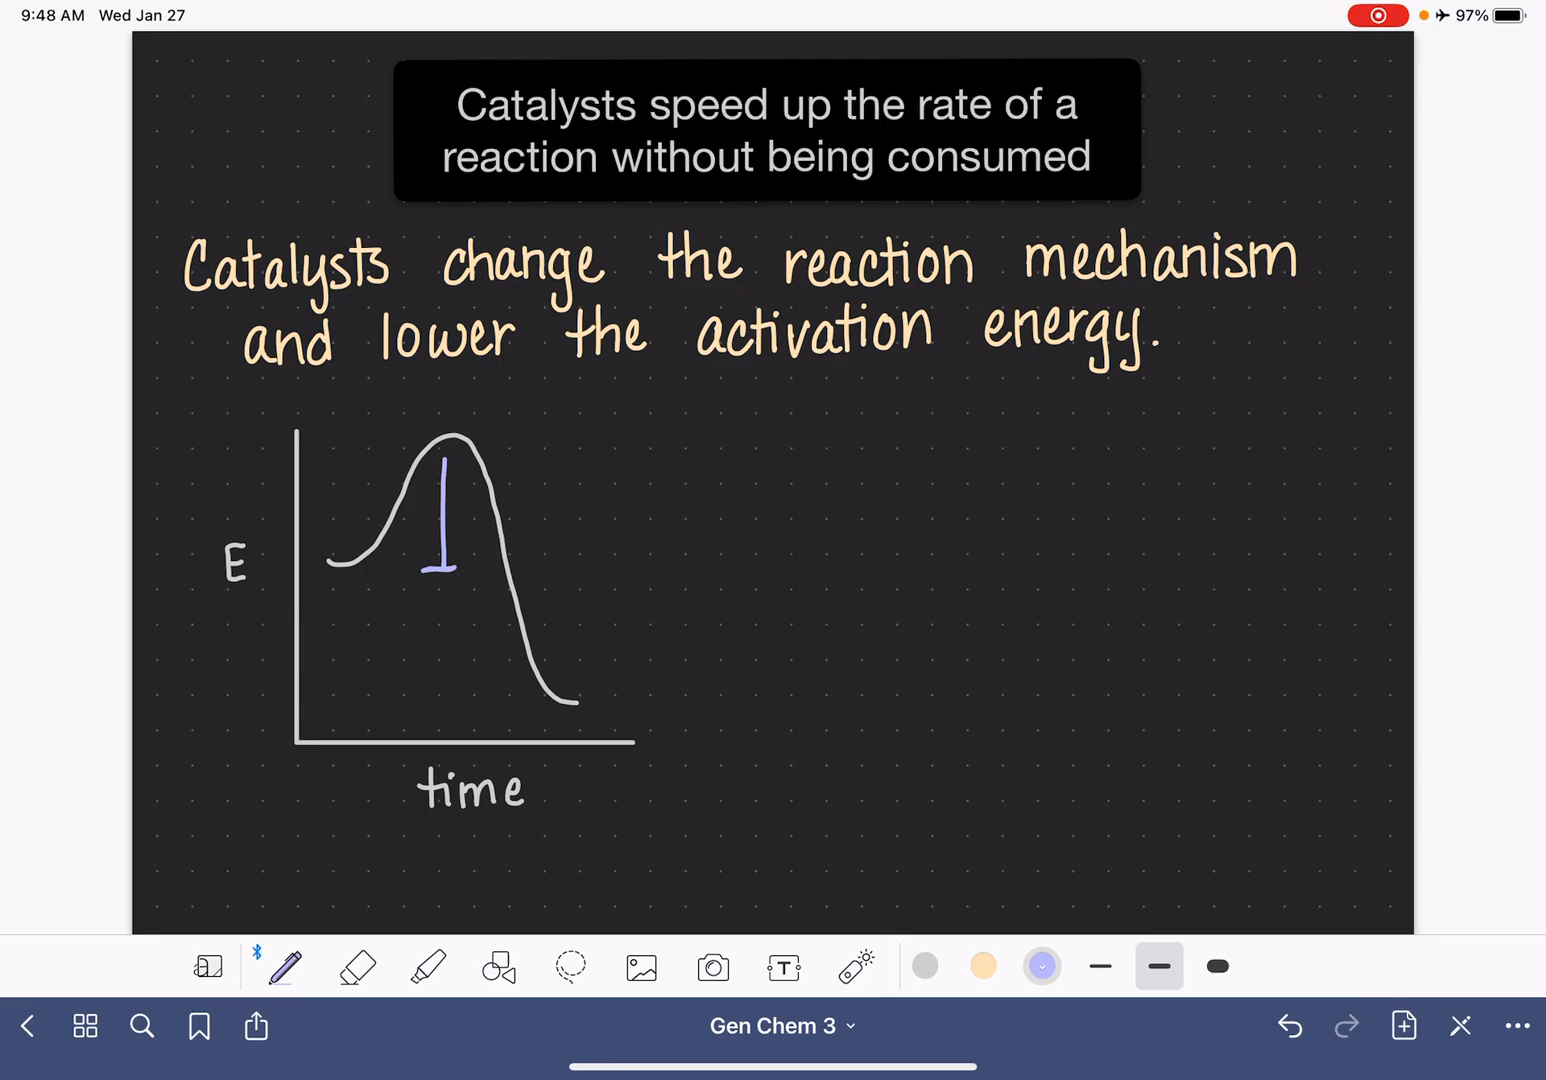 9:48 AM Wed Jan 27
97%
Catalysts speed up the rate of a
reaction without being consumed
Catalysts change the reaction mechanism
and lower the activation energy.
E
time
T
Gen Chem 3